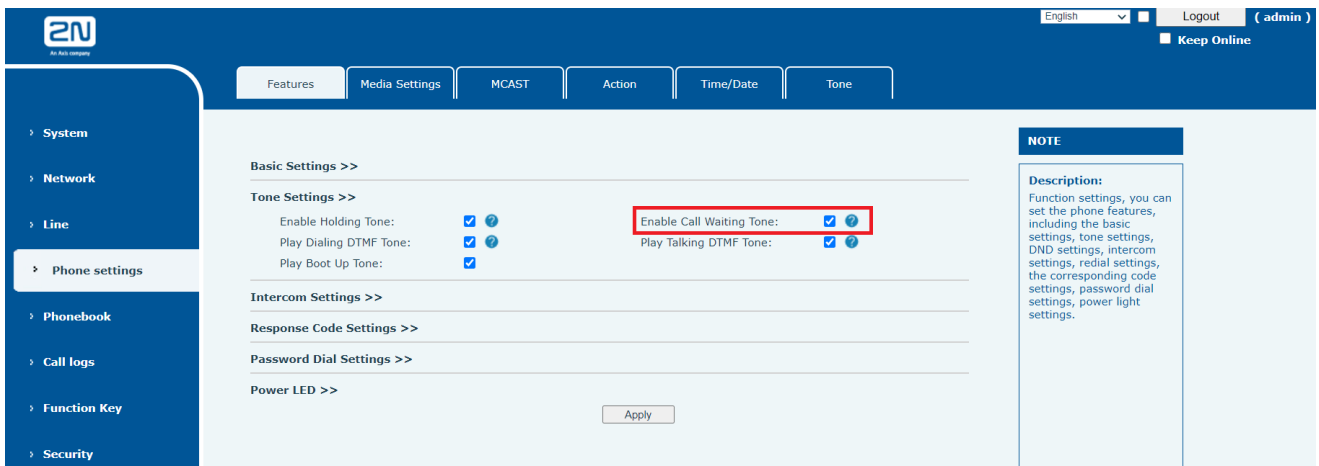 2N
An Axis company
English
Logout
( admin )
Keep Online
Features
Media Settings
MCAST
Action
Time/Date
Tone
› System
› Network
› Line
› Phone settings
› Phonebook
› Call logs
› Function Key
› Security
Basic Settings >>
Tone Settings >>
Enable Holding Tone: ?
Enable Call Waiting Tone: ?
Play Dialing DTMF Tone: ?
Play Talking DTMF Tone: ?
Play Boot Up Tone:
Intercom Settings >>
Response Code Settings >>
Password Dial Settings >>
Power LED >>
Apply
NOTE
Description:
Function settings, you can
set the phone features,
including the basic
settings, tone settings,
DND settings, intercom
settings, redial settings,
the corresponding code
settings, password dial
settings, power light
settings.